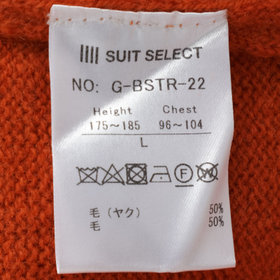 SUIT SELECT
NO: G-BSTR-22
Height Chest
175~185 96~104
L
毛（ヤク） 50%
毛 50%